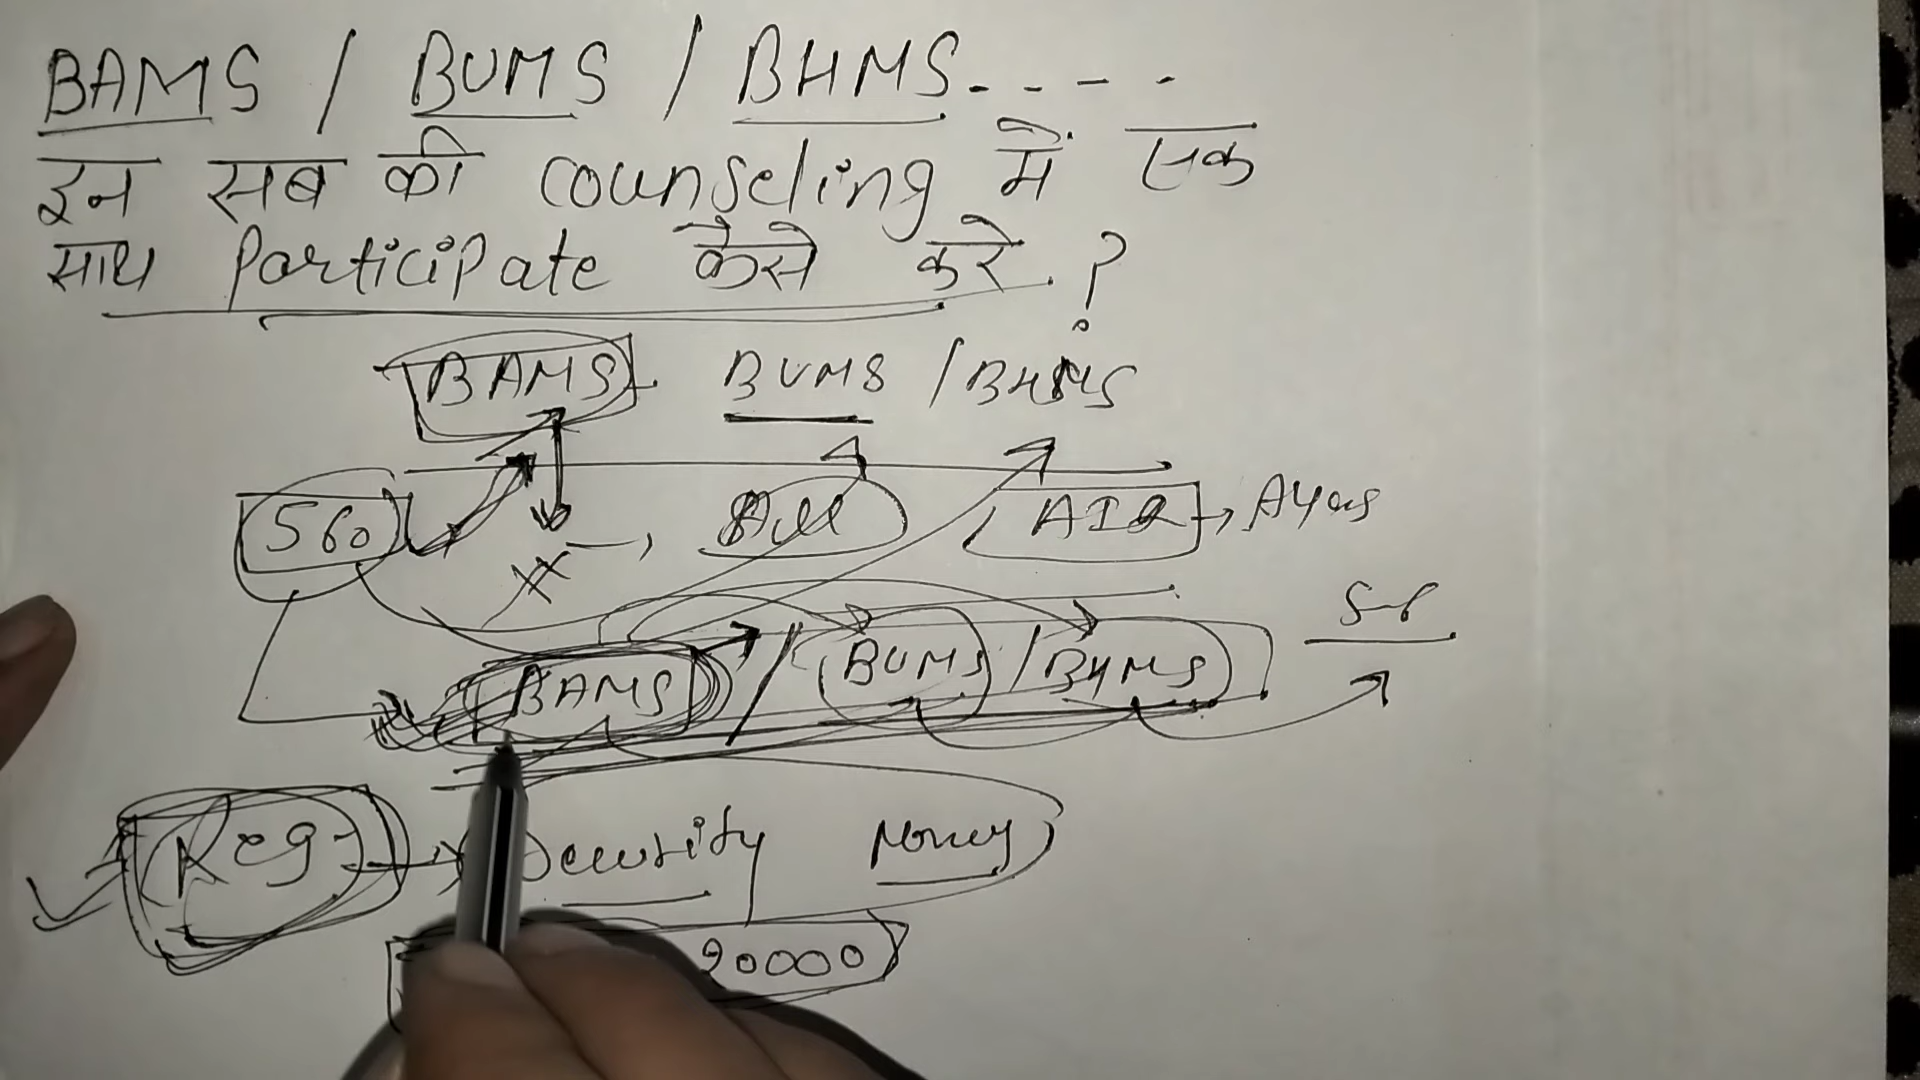 BAMS / BUMS / BHMS - - - -
इन सब की counseling में एक
साथ Participate कैसे करे ?
BAMS BUMS / BHMS
560 All AIQ → Ayus
BAMS / BUMS / BHMS
Reg → Security Money
20000